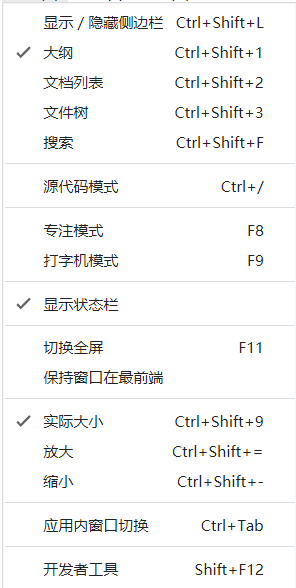 显示 / 隐藏侧边栏 Ctrl+Shift+L
大纲 Ctrl+Shift+1
文档列表 Ctrl+Shift+2
文件树 Ctrl+Shift+3
搜索 Ctrl+Shift+F
源代码模式 Ctrl+/
专注模式 F8
打字机模式 F9
显示状态栏
切换全屏 F11
保持窗口在最前端
实际大小 Ctrl+Shift+9
放大 Ctrl+Shift+=
缩小 Ctrl+Shift+-
应用内窗口切换 Ctrl+Tab
开发者工具 Shift+F12